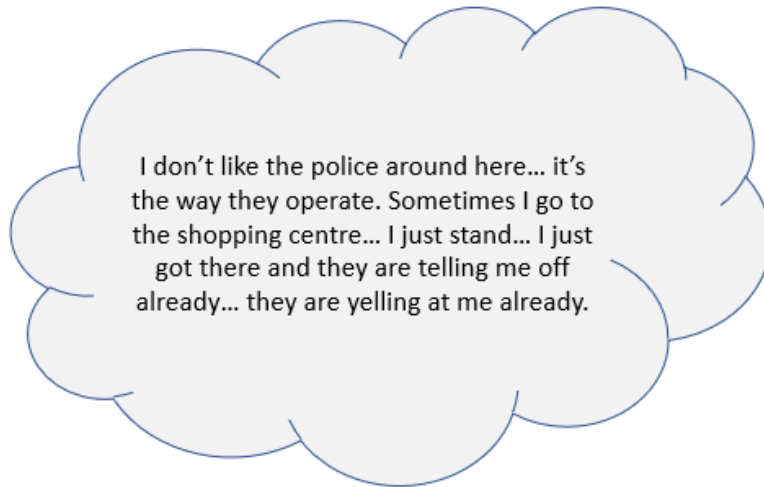 I don’t like the police around here… it’s
the way they operate. Sometimes I go to
the shopping centre… I just stand… I just
got there and they are telling me off
already… they are yelling at me already.